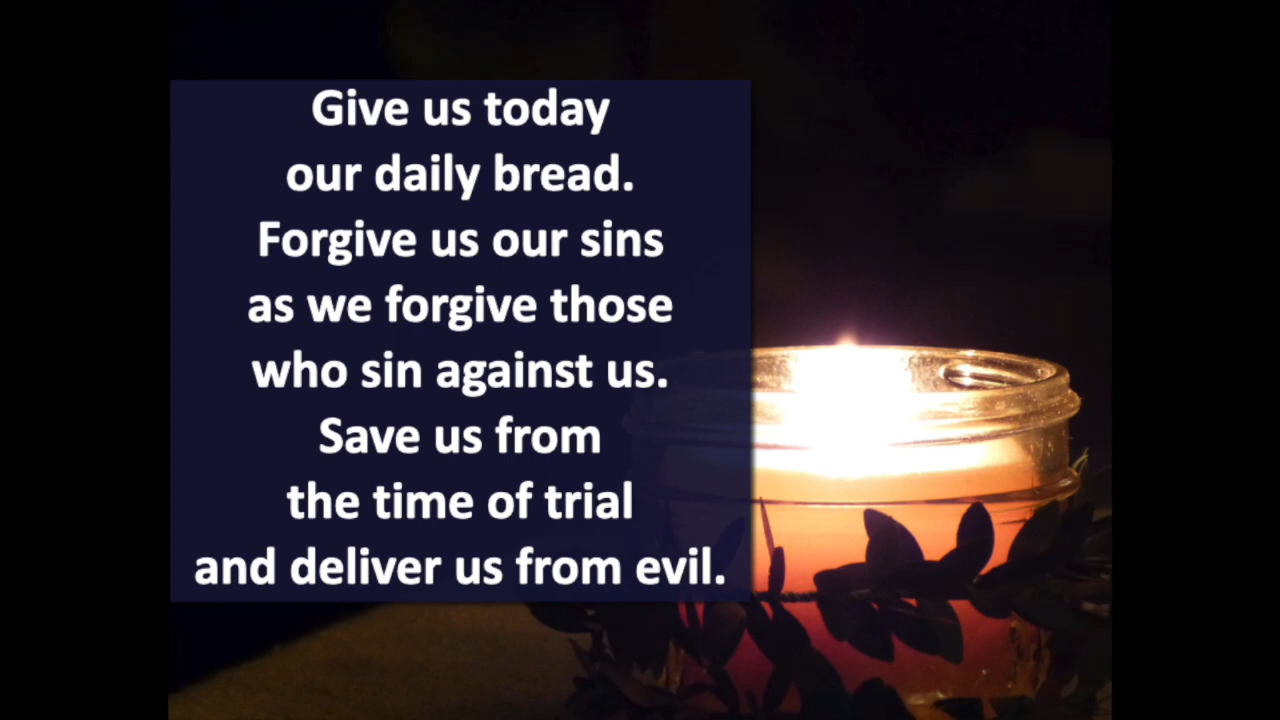 Give us today
our daily bread.
Forgive us our sins
as we forgive those
who sin against us.
Save us from
the time of trial
and deliver us from evil.